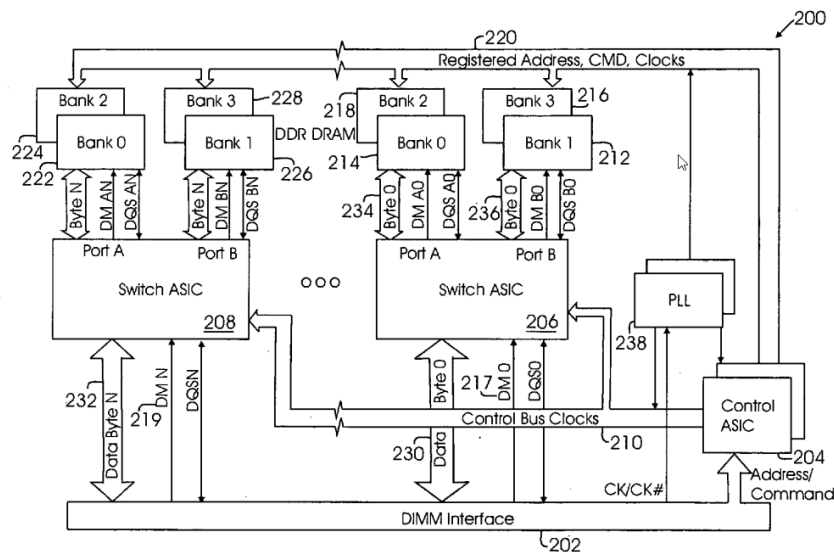 200
220
Registered Address, CMD, Clocks
Bank 2
Bank 3
228
Bank 2
218
Bank 3
216
224
Bank 0
Bank 1
DDR DRAM
Bank 0
Bank 1
212
222
226
214
Byte N
DM AN
DQS AN
Byte N
DM BN
DQS BN
234
Byte 0
DM A0
DQS A0
236
Byte 0
DM B0
DQS B0
Port A
Port B
Port A
Port B
Switch ASIC
208
Switch ASIC
206
PLL
238
232
Data Byte N
219
DM N
DQSN
230
Data Byte 0
217
DM 0
DQS0
Control Bus Clocks
210
Control
ASIC
204
CK/CK#
Address/
Command
DIMM Interface
202